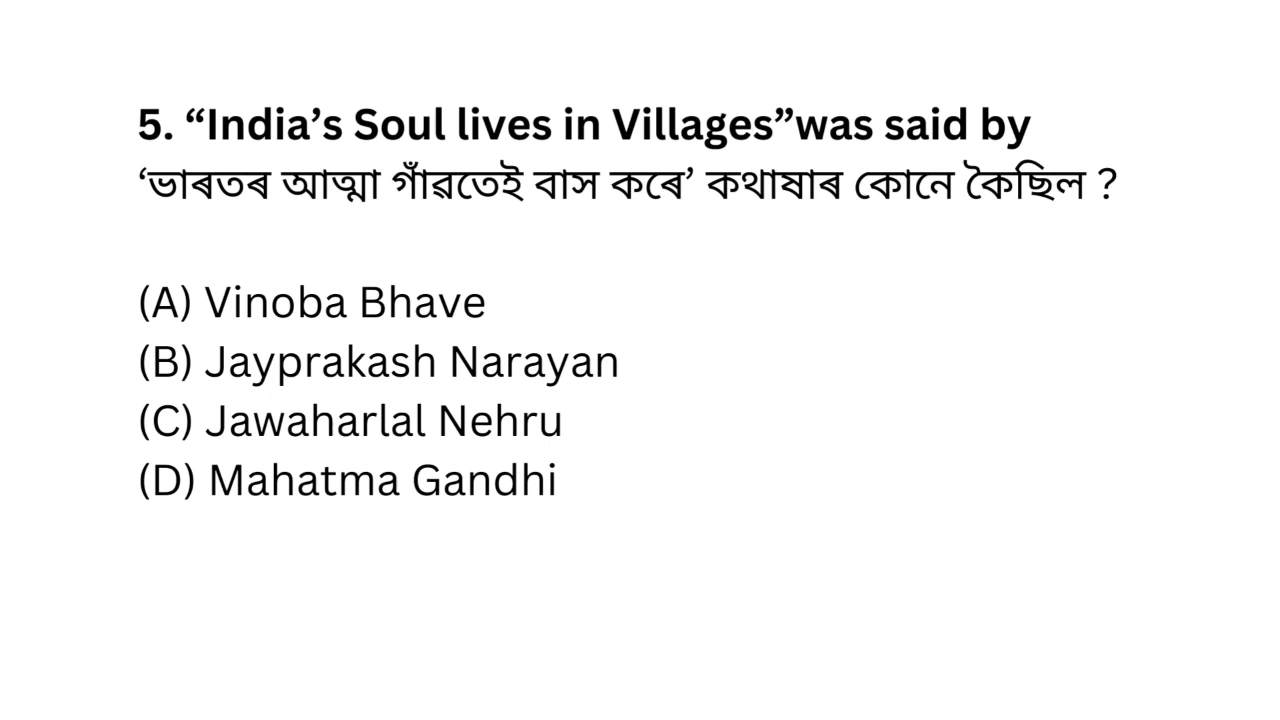 5. “India’s Soul lives in Villages”was said by
‘ভাৰতৰ আত্মা গাঁৱতেই বাস কৰে’ কথাষাৰ কোনে কৈছিল ?
(A) Vinoba Bhave
(B) Jayprakash Narayan
(C) Jawaharlal Nehru
(D) Mahatma Gandhi